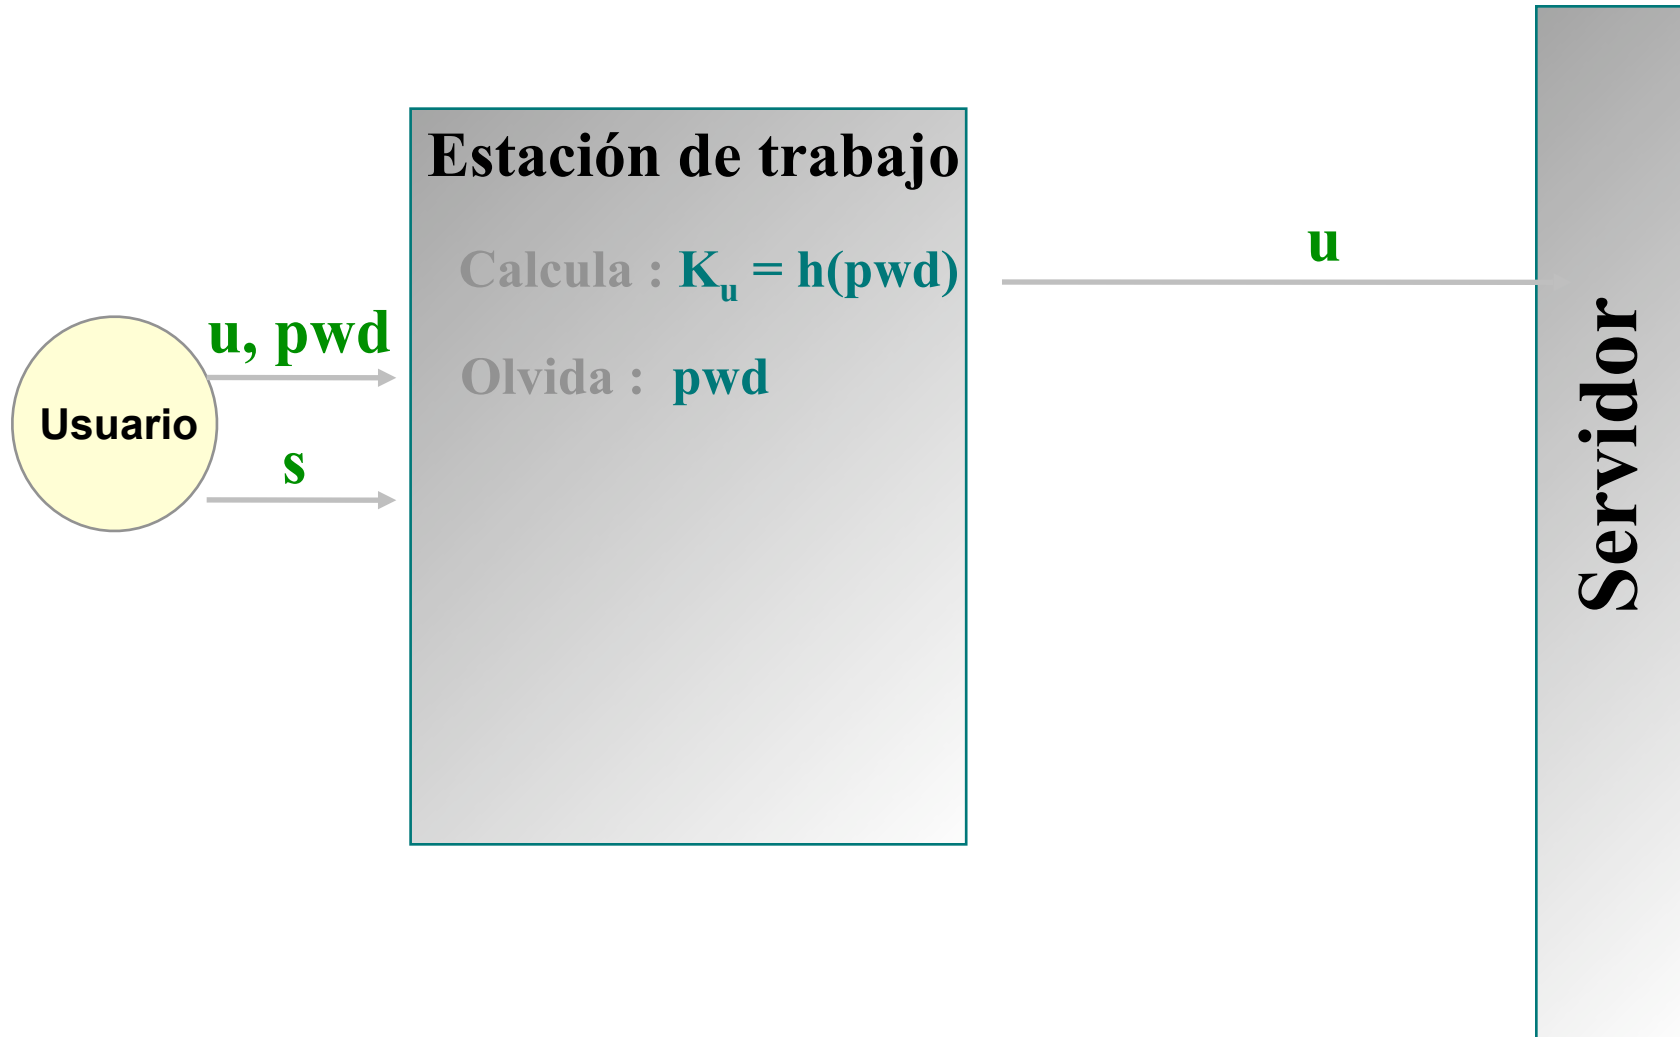 Estación de trabajo
Calcula : Kᵤ = h(pwd)
Olvida : pwd
u, pwd
Usuario
s
u
Servidor